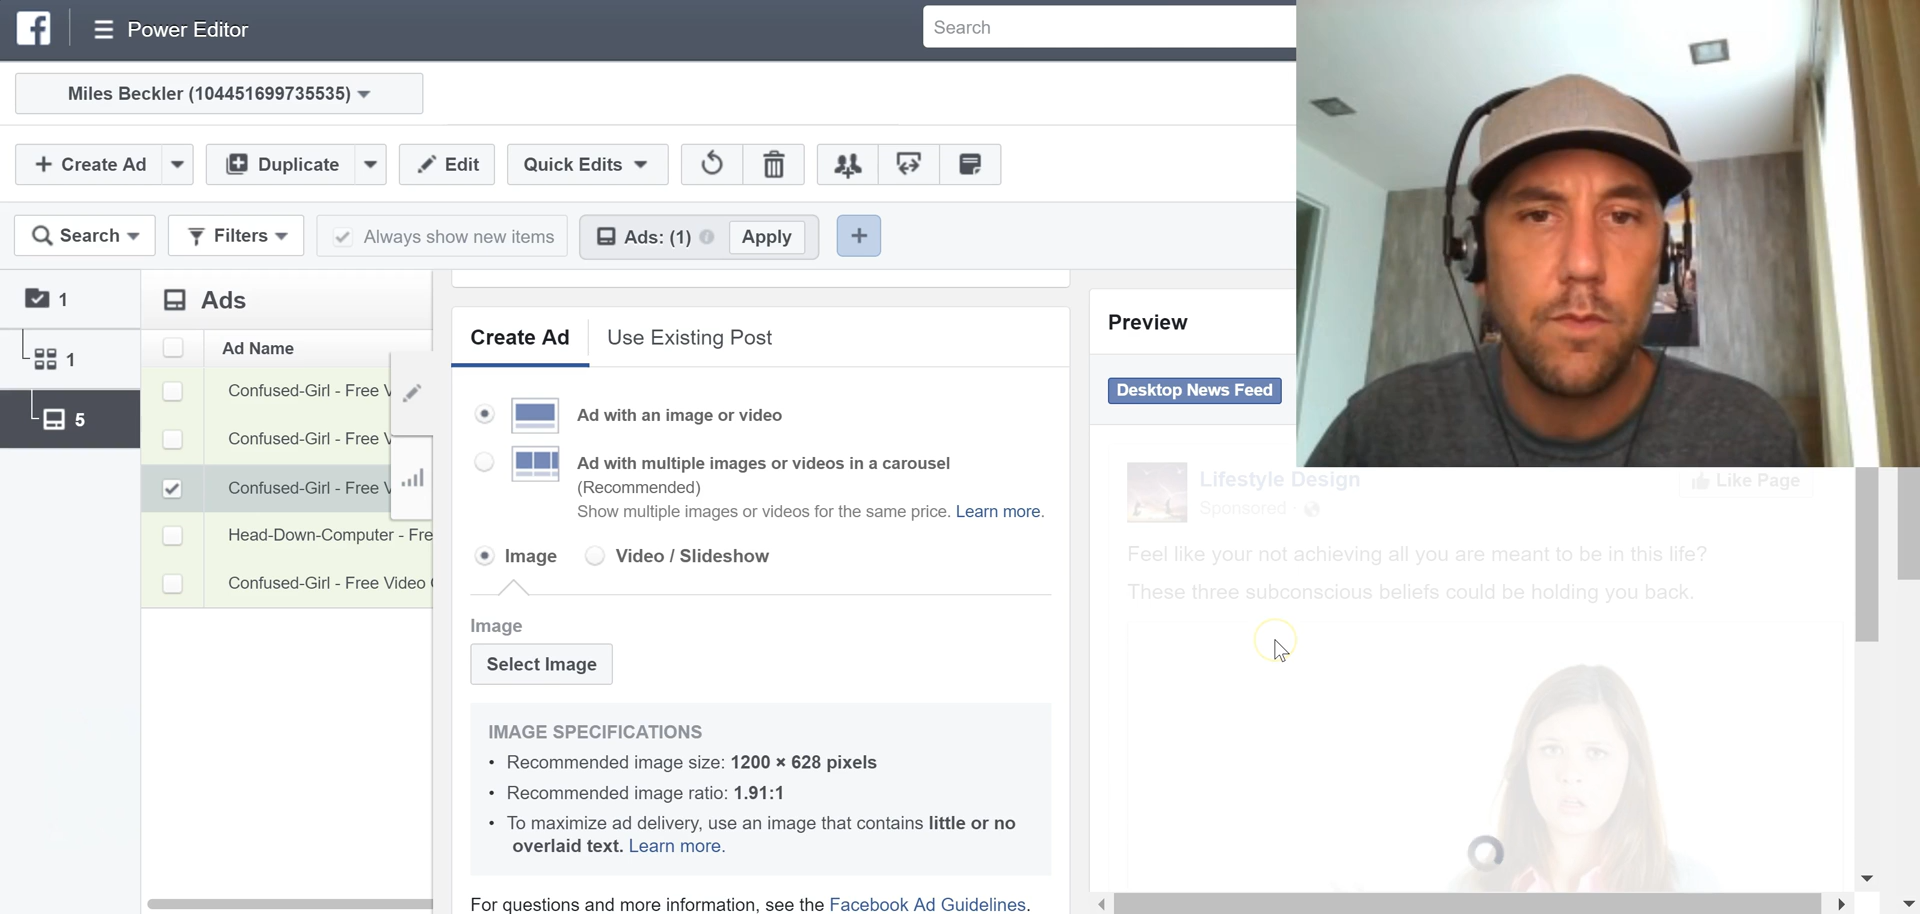 Power Editor
Search
Miles Beckler (104451699735535)
Create Ad
Duplicate
Edit
Quick Edits
Search
Filters
Always show new items
Ads: (1)
Apply
1
1
5
Ads
Ad Name
Confused-Girl - Free V
Confused-Girl - Free V
Confused-Girl - Free V
Head-Down-Computer - Fre
Confused-Girl - Free Video
Create Ad
Use Existing Post
Ad with an image or video
Ad with multiple images or videos in a carousel
(Recommended)
Show multiple images or videos for the same price. Learn more.
Image
Video / Slideshow
Image
Select Image
IMAGE SPECIFICATIONS
• Recommended image size: 1200 × 628 pixels
• Recommended image ratio: 1.91:1
• To maximize ad delivery, use an image that contains little or no
overlaid text. Learn more.
For questions and more information, see the Facebook Ad Guidelines.
Preview
Desktop News Feed
Lifestyle Design
Like Page
Sponsored ·
Feel like your not achieving all you are meant to be in this life?
These three subconscious beliefs could be holding you back.